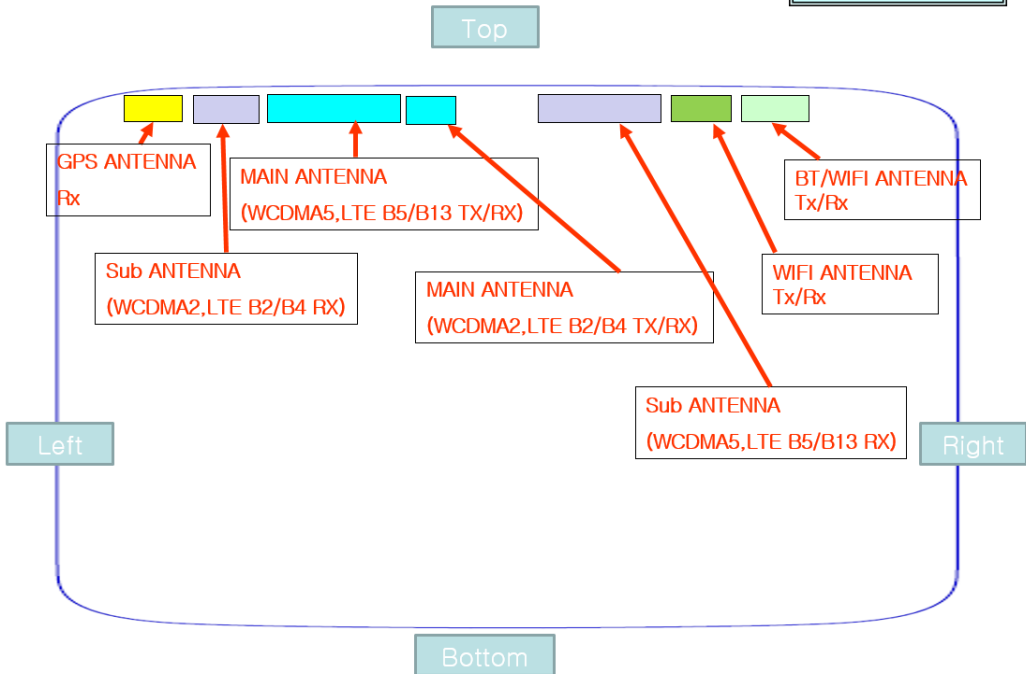 Top
GPS ANTENNA
Rx
MAIN ANTENNA
(WCDMA5,LTE B5/B13 TX/RX)
BT/WIFI ANTENNA
Tx/Rx
Sub ANTENNA
(WCDMA2,LTE B2/B4 RX)
MAIN ANTENNA
(WCDMA2,LTE B2/B4 TX/RX)
WIFI ANTENNA
Tx/Rx
Sub ANTENNA
(WCDMA5,LTE B5/B13 RX)
Left
Right
Bottom